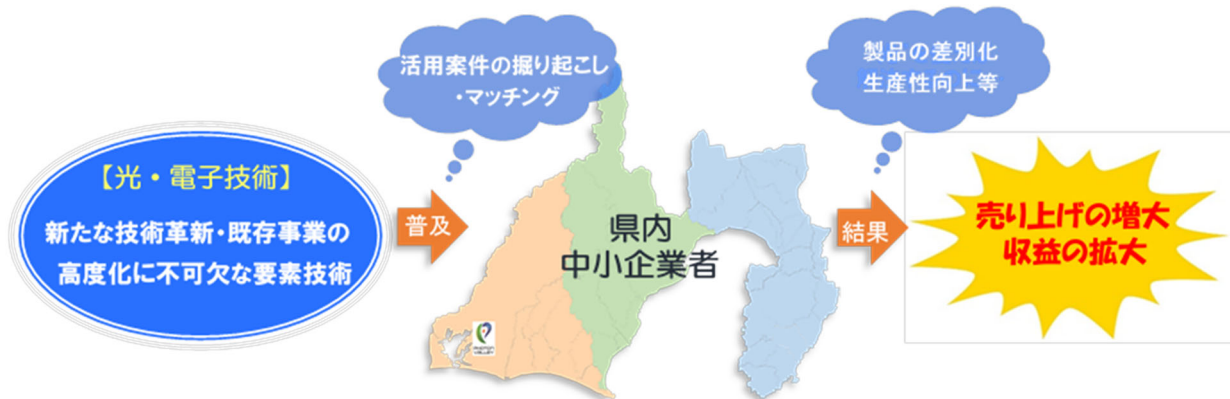 活用案件の掘り起こし
・マッチング
製品の差別化
生産性向上等
【光・電子技術】
新たな技術革新・既存事業の
高度化に不可欠な要素技術
普及
県内
中小企業者
結果
売り上げの増大
収益の拡大